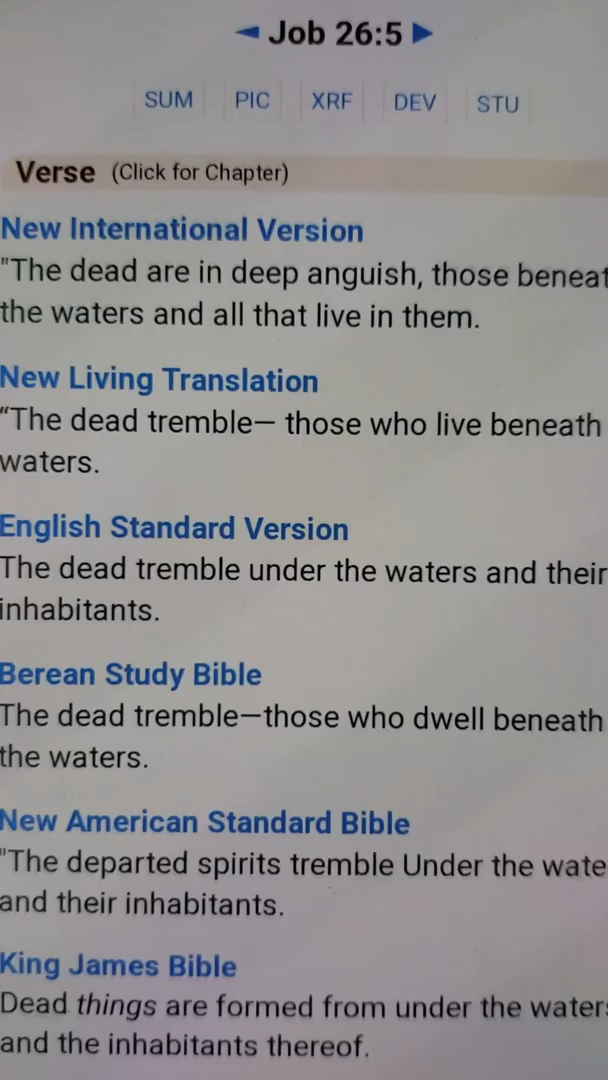 ◄ Job 26:5 ►
SUM PIC XRF DEV STU
Verse (Click for Chapter)
New International Version
"The dead are in deep anguish, those
the waters and all that live in them.
New Living Translation
“The dead tremble— those who live beneath
waters.
English Standard Version
The dead tremble under the waters and their
inhabitants.
Berean Study Bible
The dead tremble—those who dwell beneath
the waters.
New American Standard Bible
"The departed spirits tremble Under the
and their inhabitants.
King James Bible
Dead things are formed from under the
and the inhabitants thereof.